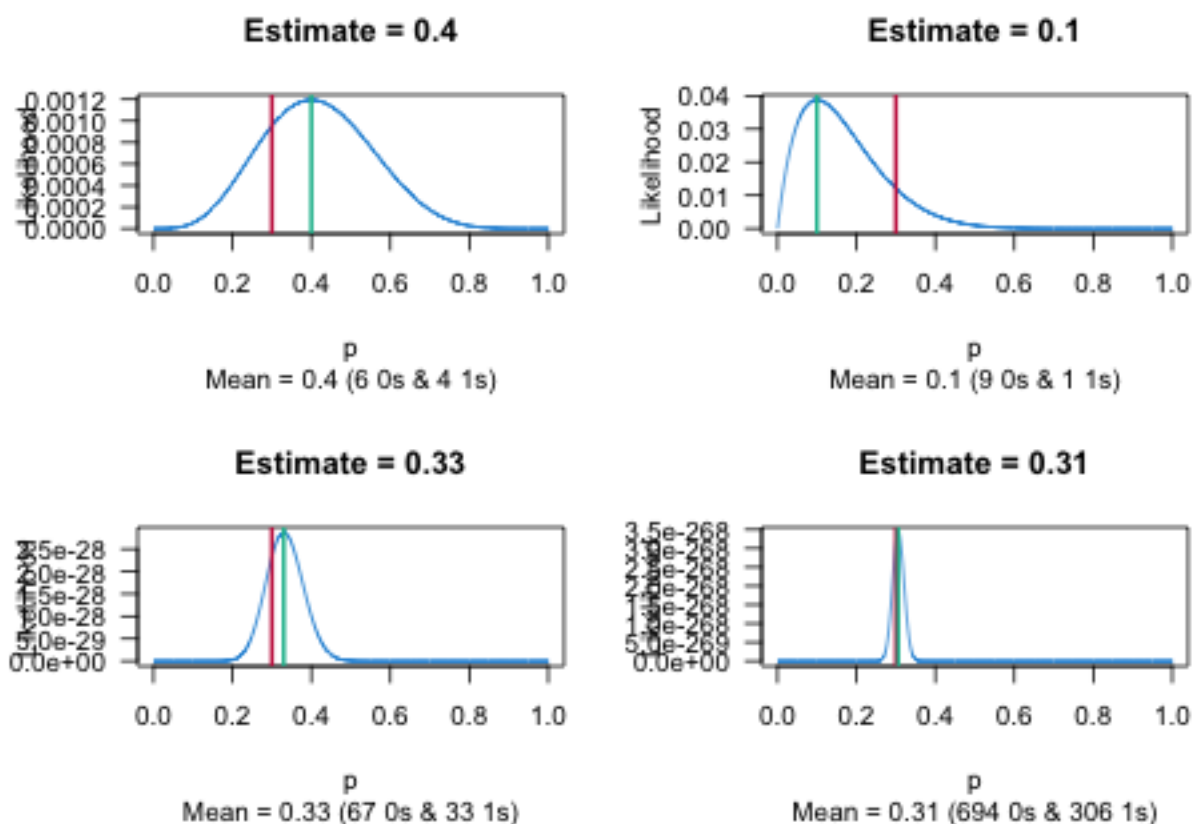 Estimate = 0.4
Likelihood
0.0012
0.0010
0.0008
0.0006
0.0004
0.0002
0.0000
0.0 0.2 0.4 0.6 0.8 1.0
p
Mean = 0.4 (6 0s & 4 1s)
Estimate = 0.1
Likelihood
0.04
0.03
0.02
0.01
0.00
0.0 0.2 0.4 0.6 0.8 1.0
p
Mean = 0.1 (9 0s & 1 1s)
Estimate = 0.33
Likelihood
0.0e+00
0.0 0.2 0.4 0.6 0.8 1.0
p
Mean = 0.33 (67 0s & 33 1s)
Estimate = 0.31
3.5e-268
0.0e+00
0.0 0.2 0.4 0.6 0.8 1.0
p
Mean = 0.31 (694 0s & 306 1s)